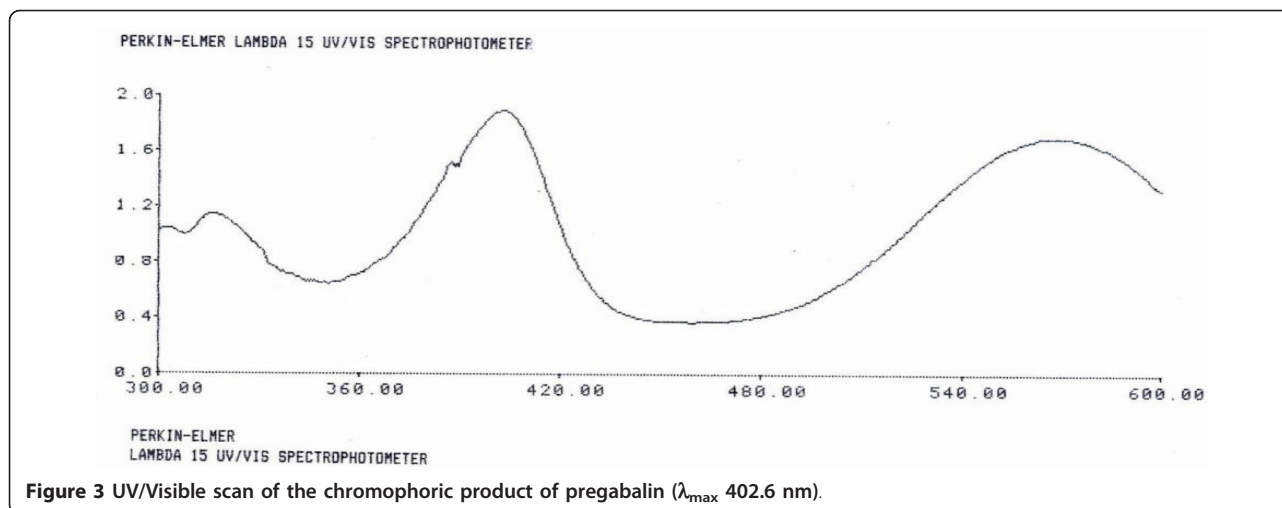 PERKIN-ELMER LAMBDA 15 UV/VIS SPECTROPHOTOMETER
2.0
1.6
1.2
0.8
0.4
0.0
300.00 360.00 420.00 480.00 540.00 600.00
PERKIN-ELMER
LAMBDA 15 UV/VIS SPECTROPHOTOMETER
Figure 3 UV/Visible scan of the chromophoric product of pregabalin (λmax 402.6 nm).